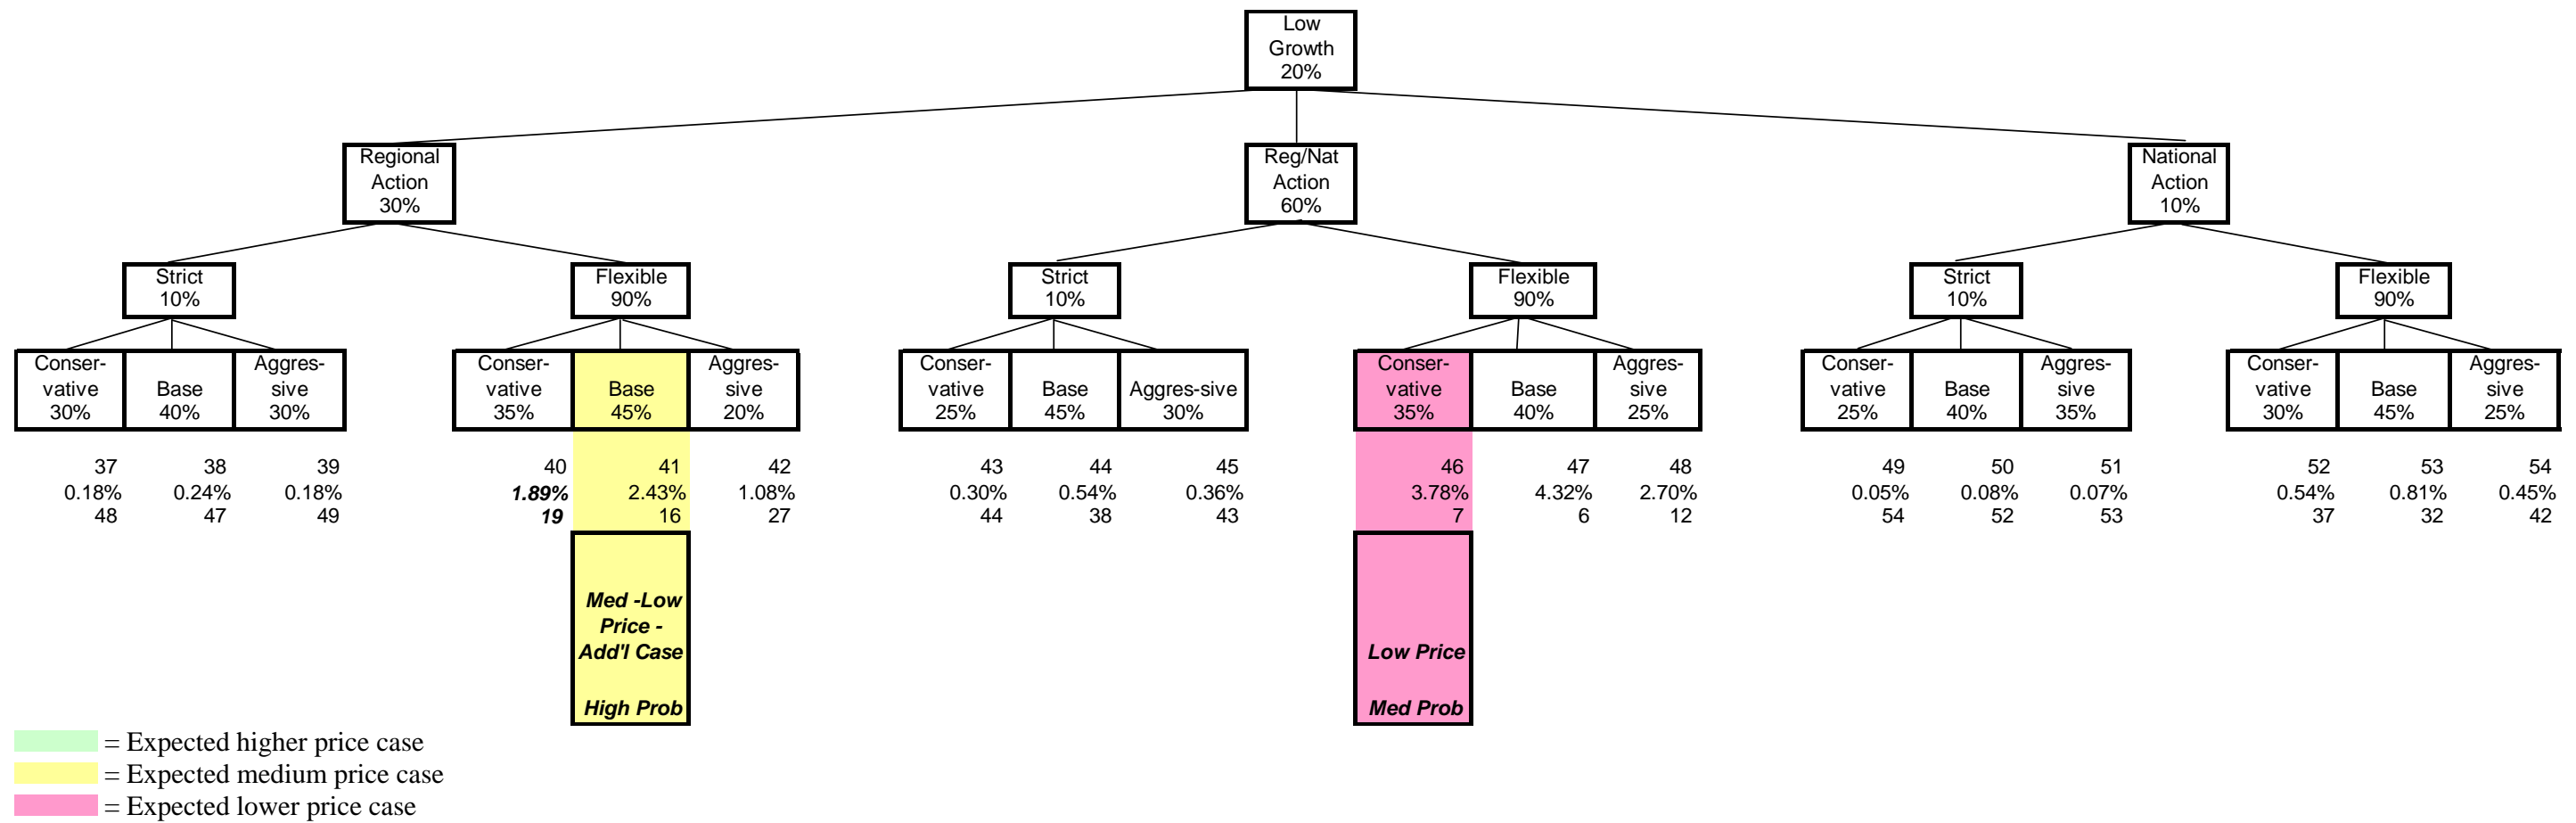 Low
Growth
20%
Regional
Action
30%
Reg/Nat
Action
60%
National
Action
10%
Strict
10%
Flexible
90%
Strict
10%
Flexible
90%
Strict
10%
Flexible
90%
Conser-
vative
30%
Base
40%
Aggres-
sive
30%
Conser-
vative
35%
Base
45%
Aggres-
sive
20%
Conser-
vative
25%
Base
45%
Aggres-sive
30%
Conser-
vative
35%
Base
40%
Aggres-
sive
25%
Conser-
vative
25%
Base
40%
Aggres-
sive
35%
Conser-
vative
30%
Base
45%
Aggres-
sive
25%
37 38 39 40 41 42 43 44 45 46 47 48 49 50 51 52 53 54
0.18% 0.24% 0.18% 1.89% 2.43% 1.08% 0.30% 0.54% 0.36% 3.78% 4.32% 2.70% 0.05% 0.08% 0.07% 0.54% 0.81% 0.45%
48 47 49 19 16 27 44 38 43 7 6 12 54 52 53 37 32 42
Med -Low
Price -
Add'l Case
High Prob
Low Price
Med Prob
= Expected higher price case
= Expected medium price case
= Expected lower price case